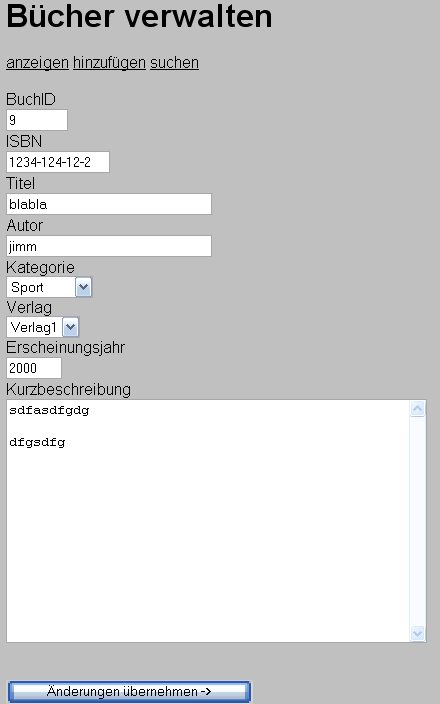 Bücher verwalten
anzeigen hinzufügen suchen
BuchID
9
ISBN
1234-124-12-2
Titel
blabla
Autor
jimm
Kategorie
Sport
Verlag
Verlag1
Erscheinungsjahr
2000
Kurzbeschreibung
sdfasdfgdg
dfgsdfg
Änderungen übernehmen ->